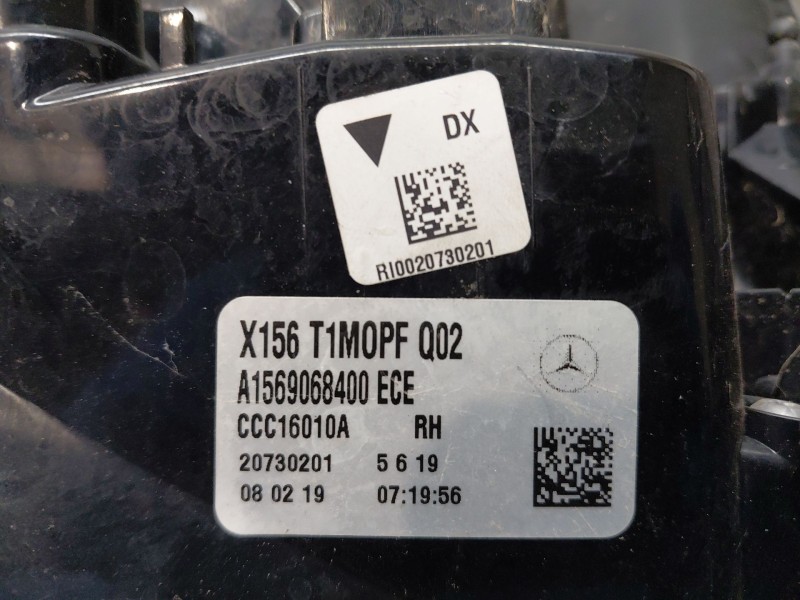 DX
RI0020730201
X156 T1MOPF Q02
A1569068400 ECE
CCC16010A RH
20730201 5 6 19
08 02 19 07:19:56